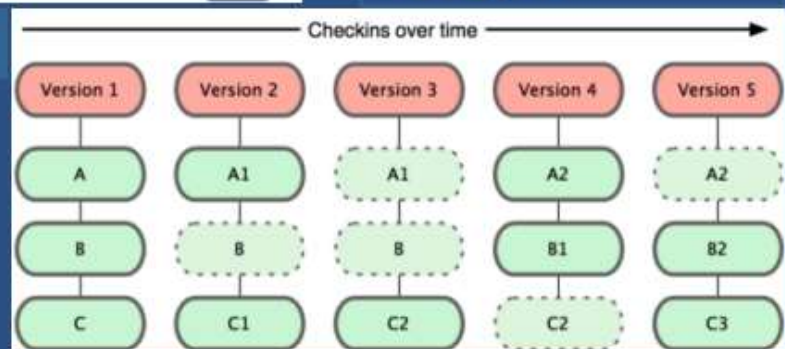 Checkins over time
Version 1 Version 2 Version 3 Version 4 Version 5
A A1 A1 A2 A2
B B B B1 B2
C C1 C2 C2 C3